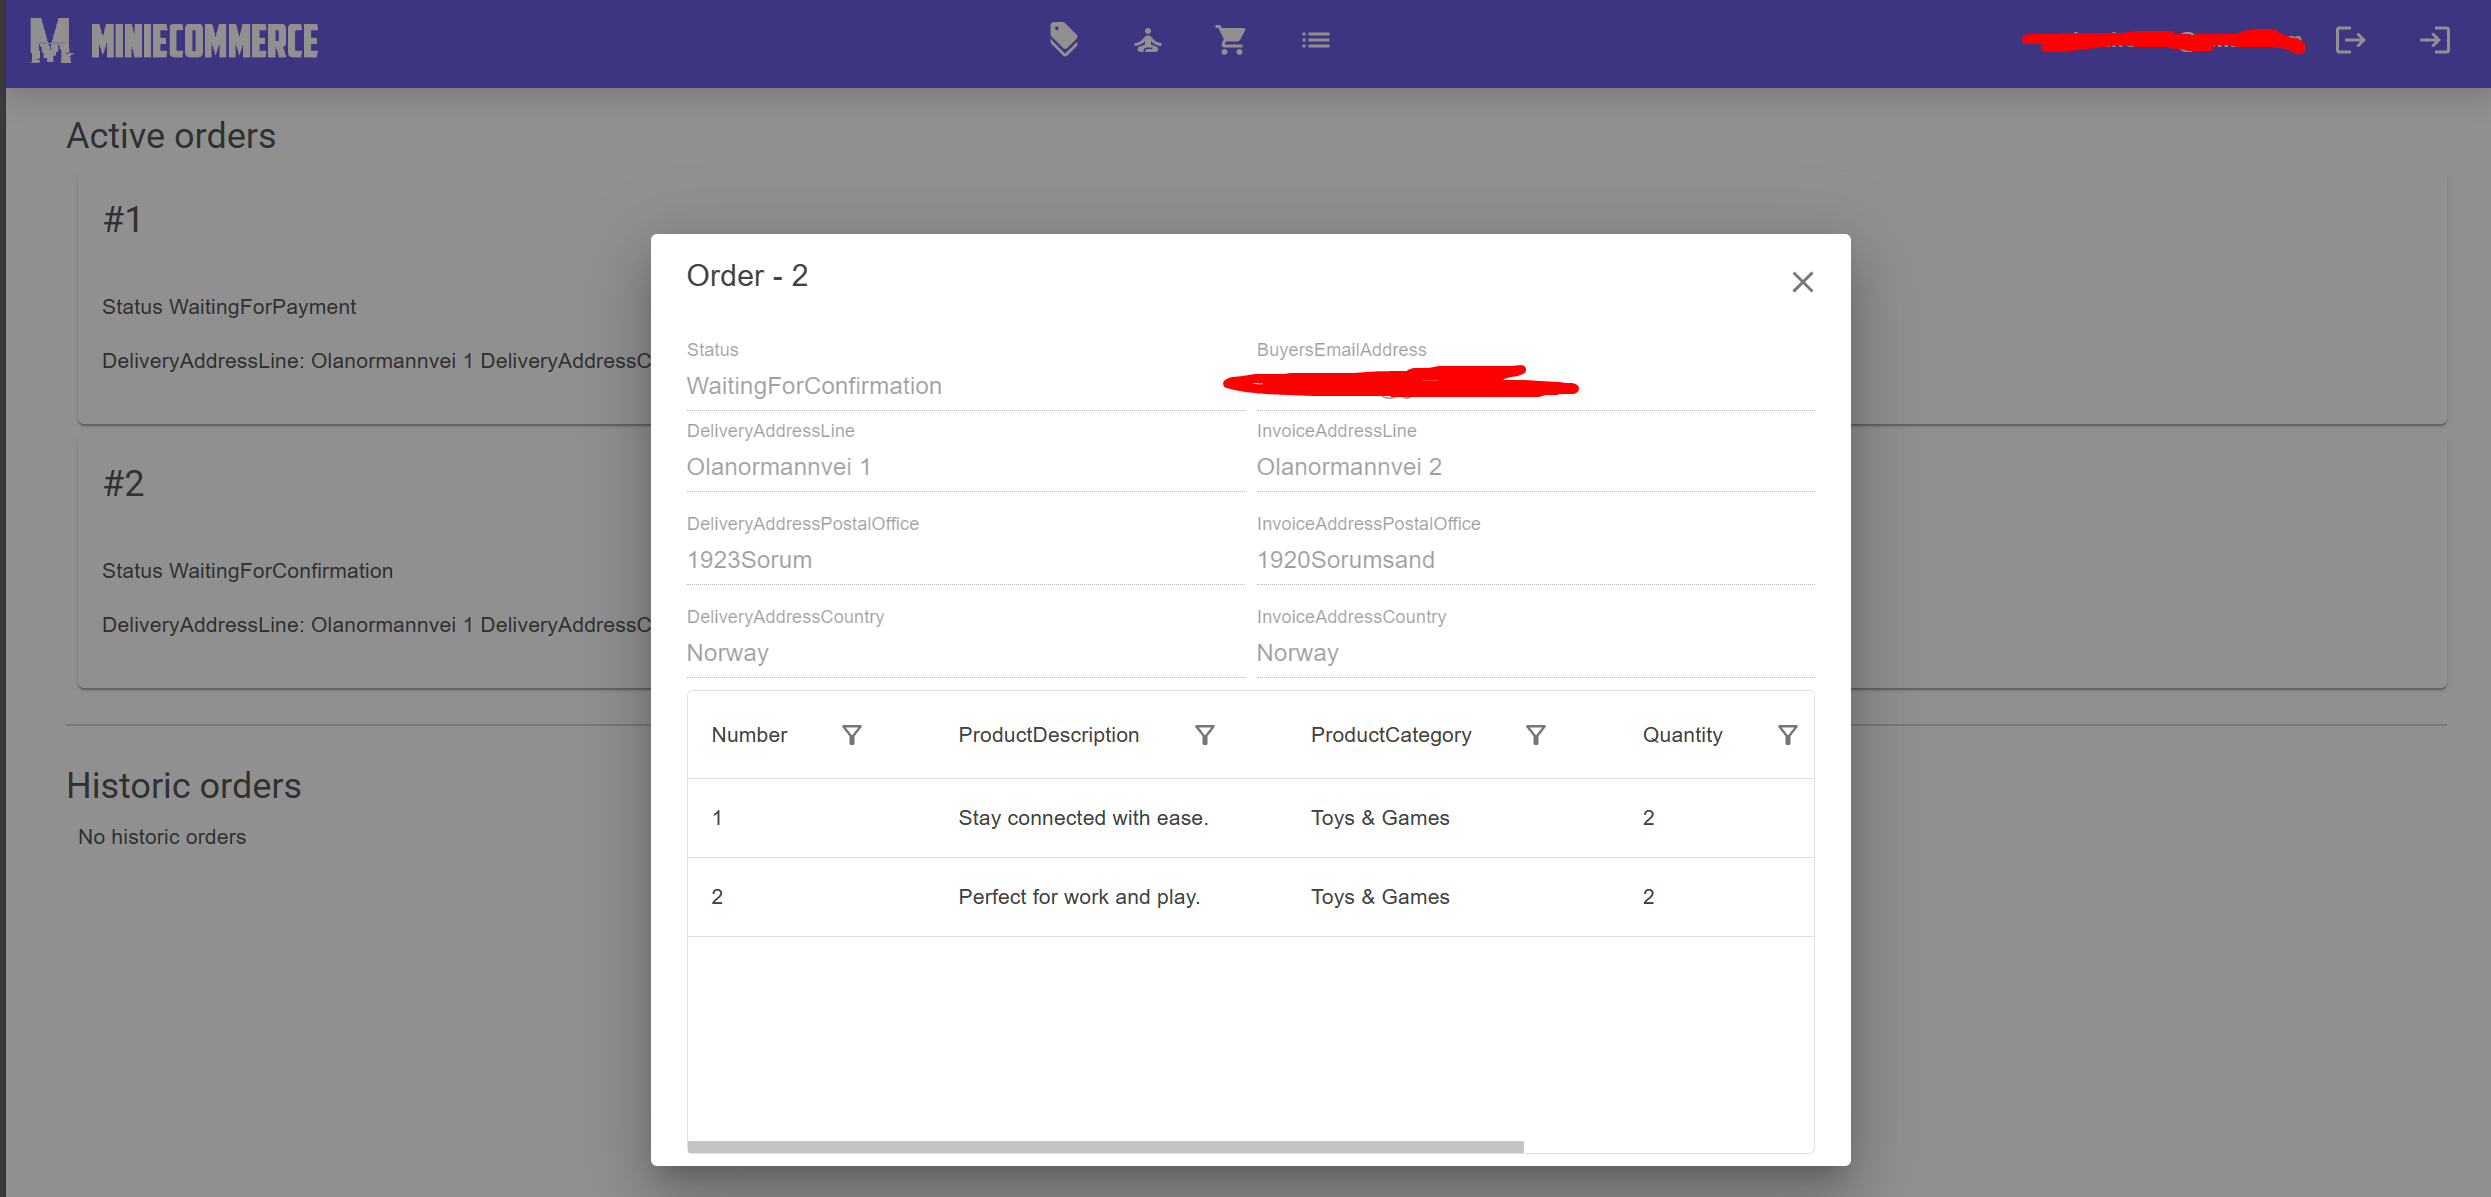 MINIECOMMERCE
Active orders
#1
Status WaitingForPayment
DeliveryAddressLine: Olanormannvei 1 DeliveryAddressC
#2
Status WaitingForConfirmation
DeliveryAddressLine: Olanormannvei 1 DeliveryAddressC
Historic orders
No historic orders
Order - 2
Status BuyersEmailAddress
WaitingForConfirmation
DeliveryAddressLine InvoiceAddressLine
Olanormannvei 1 Olanormannvei 2
DeliveryAddressPostalOffice InvoiceAddressPostalOffice
1923Sorum 1920Sorumsand
DeliveryAddressCountry InvoiceAddressCountry
Norway Norway
Number ProductDescription ProductCategory Quantity
1 Stay connected with ease. Toys & Games 2
2 Perfect for work and play. Toys & Games 2